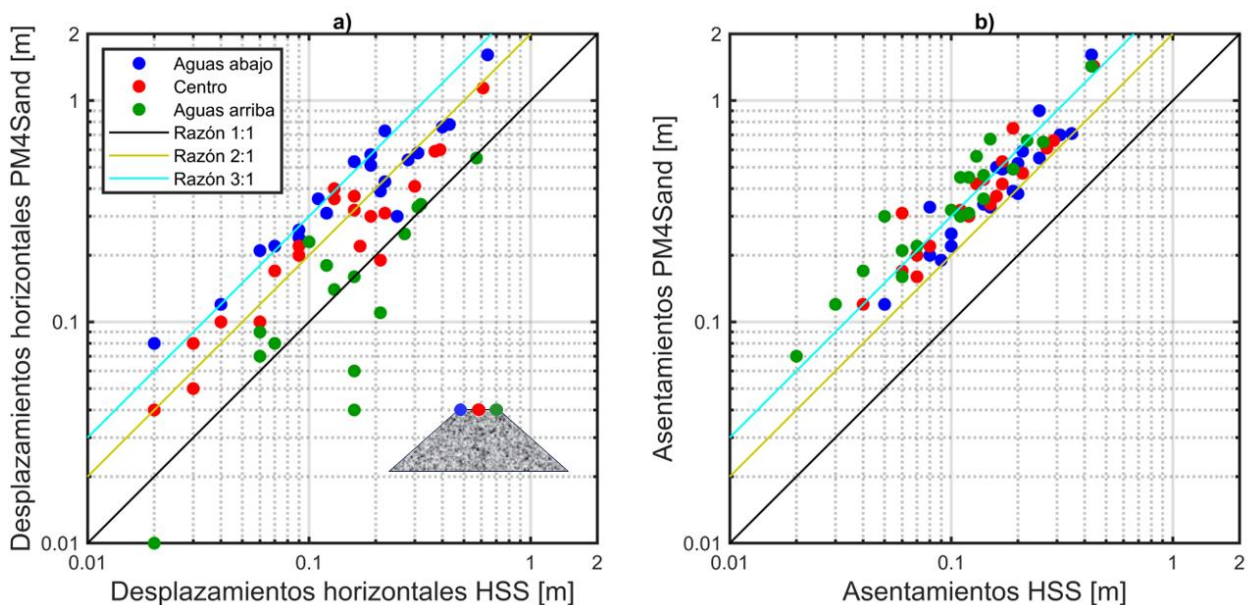 a)
Desplazamientos horizontales PM4Sand [m]
2
1
0.1
0.01
Aguas abajo
Centro
Aguas arriba
Razón 1:1
Razón 2:1
Razón 3:1
0.01 0.1 1 2
Desplazamientos horizontales HSS [m]
b)
Asentamientos PM4Sand [m]
2
1
0.1
0.01
0.01 0.1 1 2
Asentamientos HSS [m]